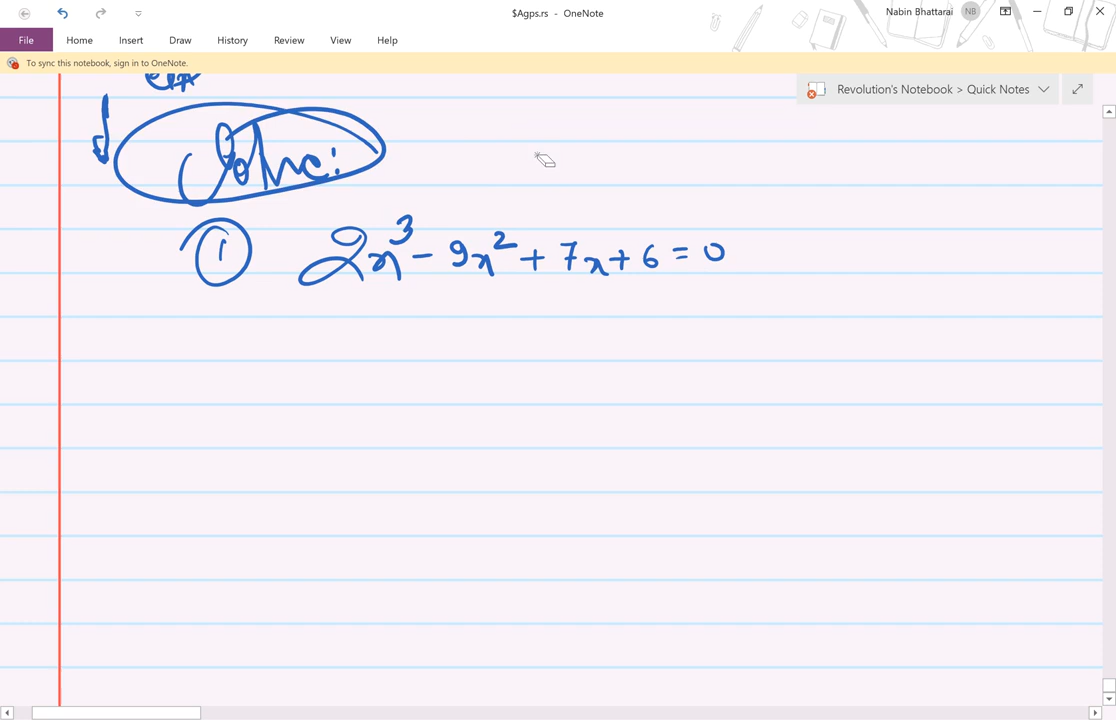 $Agps.rs - OneNote
Nabin Bhattarai NB
File Home Insert Draw History Review View Help
To sync this notebook, sign in to OneNote.
Revolution's Notebook > Quick Notes
① 2x³ - 9x² + 7x + 6 = 0